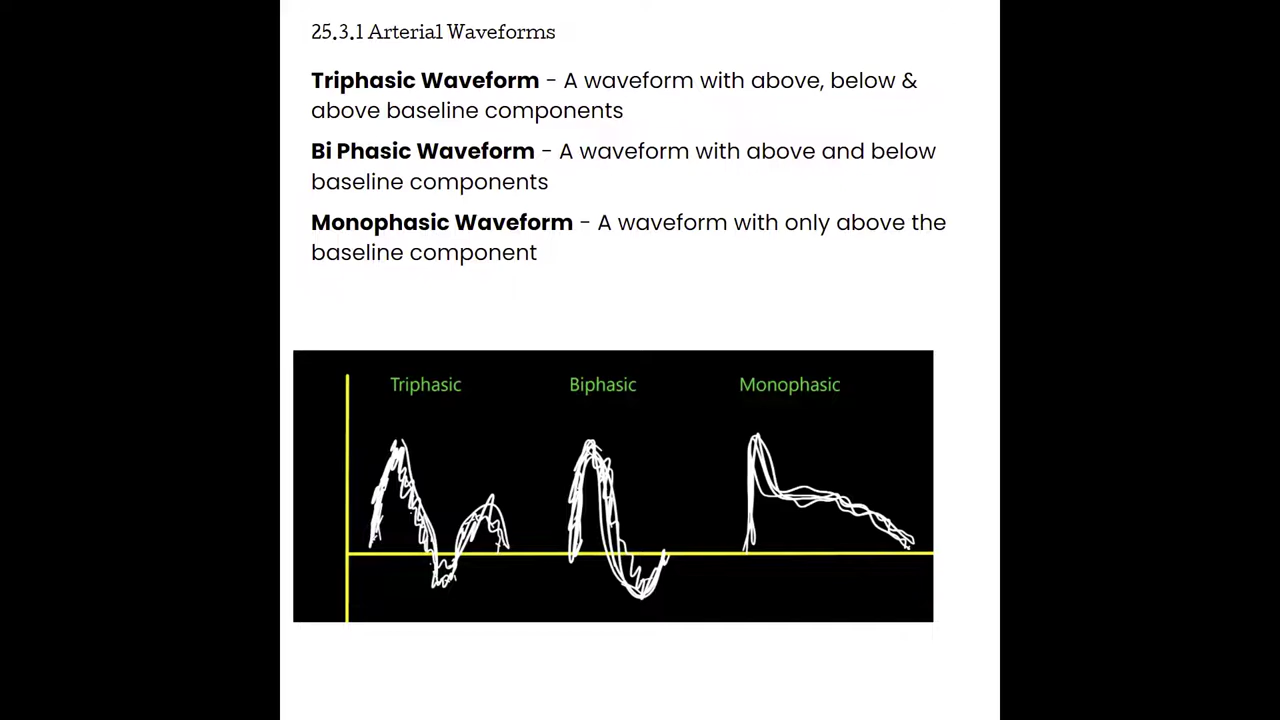 25.3.1 Arterial Waveforms
Triphasic Waveform - A waveform with above, below &
above baseline components
Bi Phasic Waveform - A waveform with above and below
baseline components
Monophasic Waveform - A waveform with only above the
baseline component
Triphasic Biphasic Monophasic